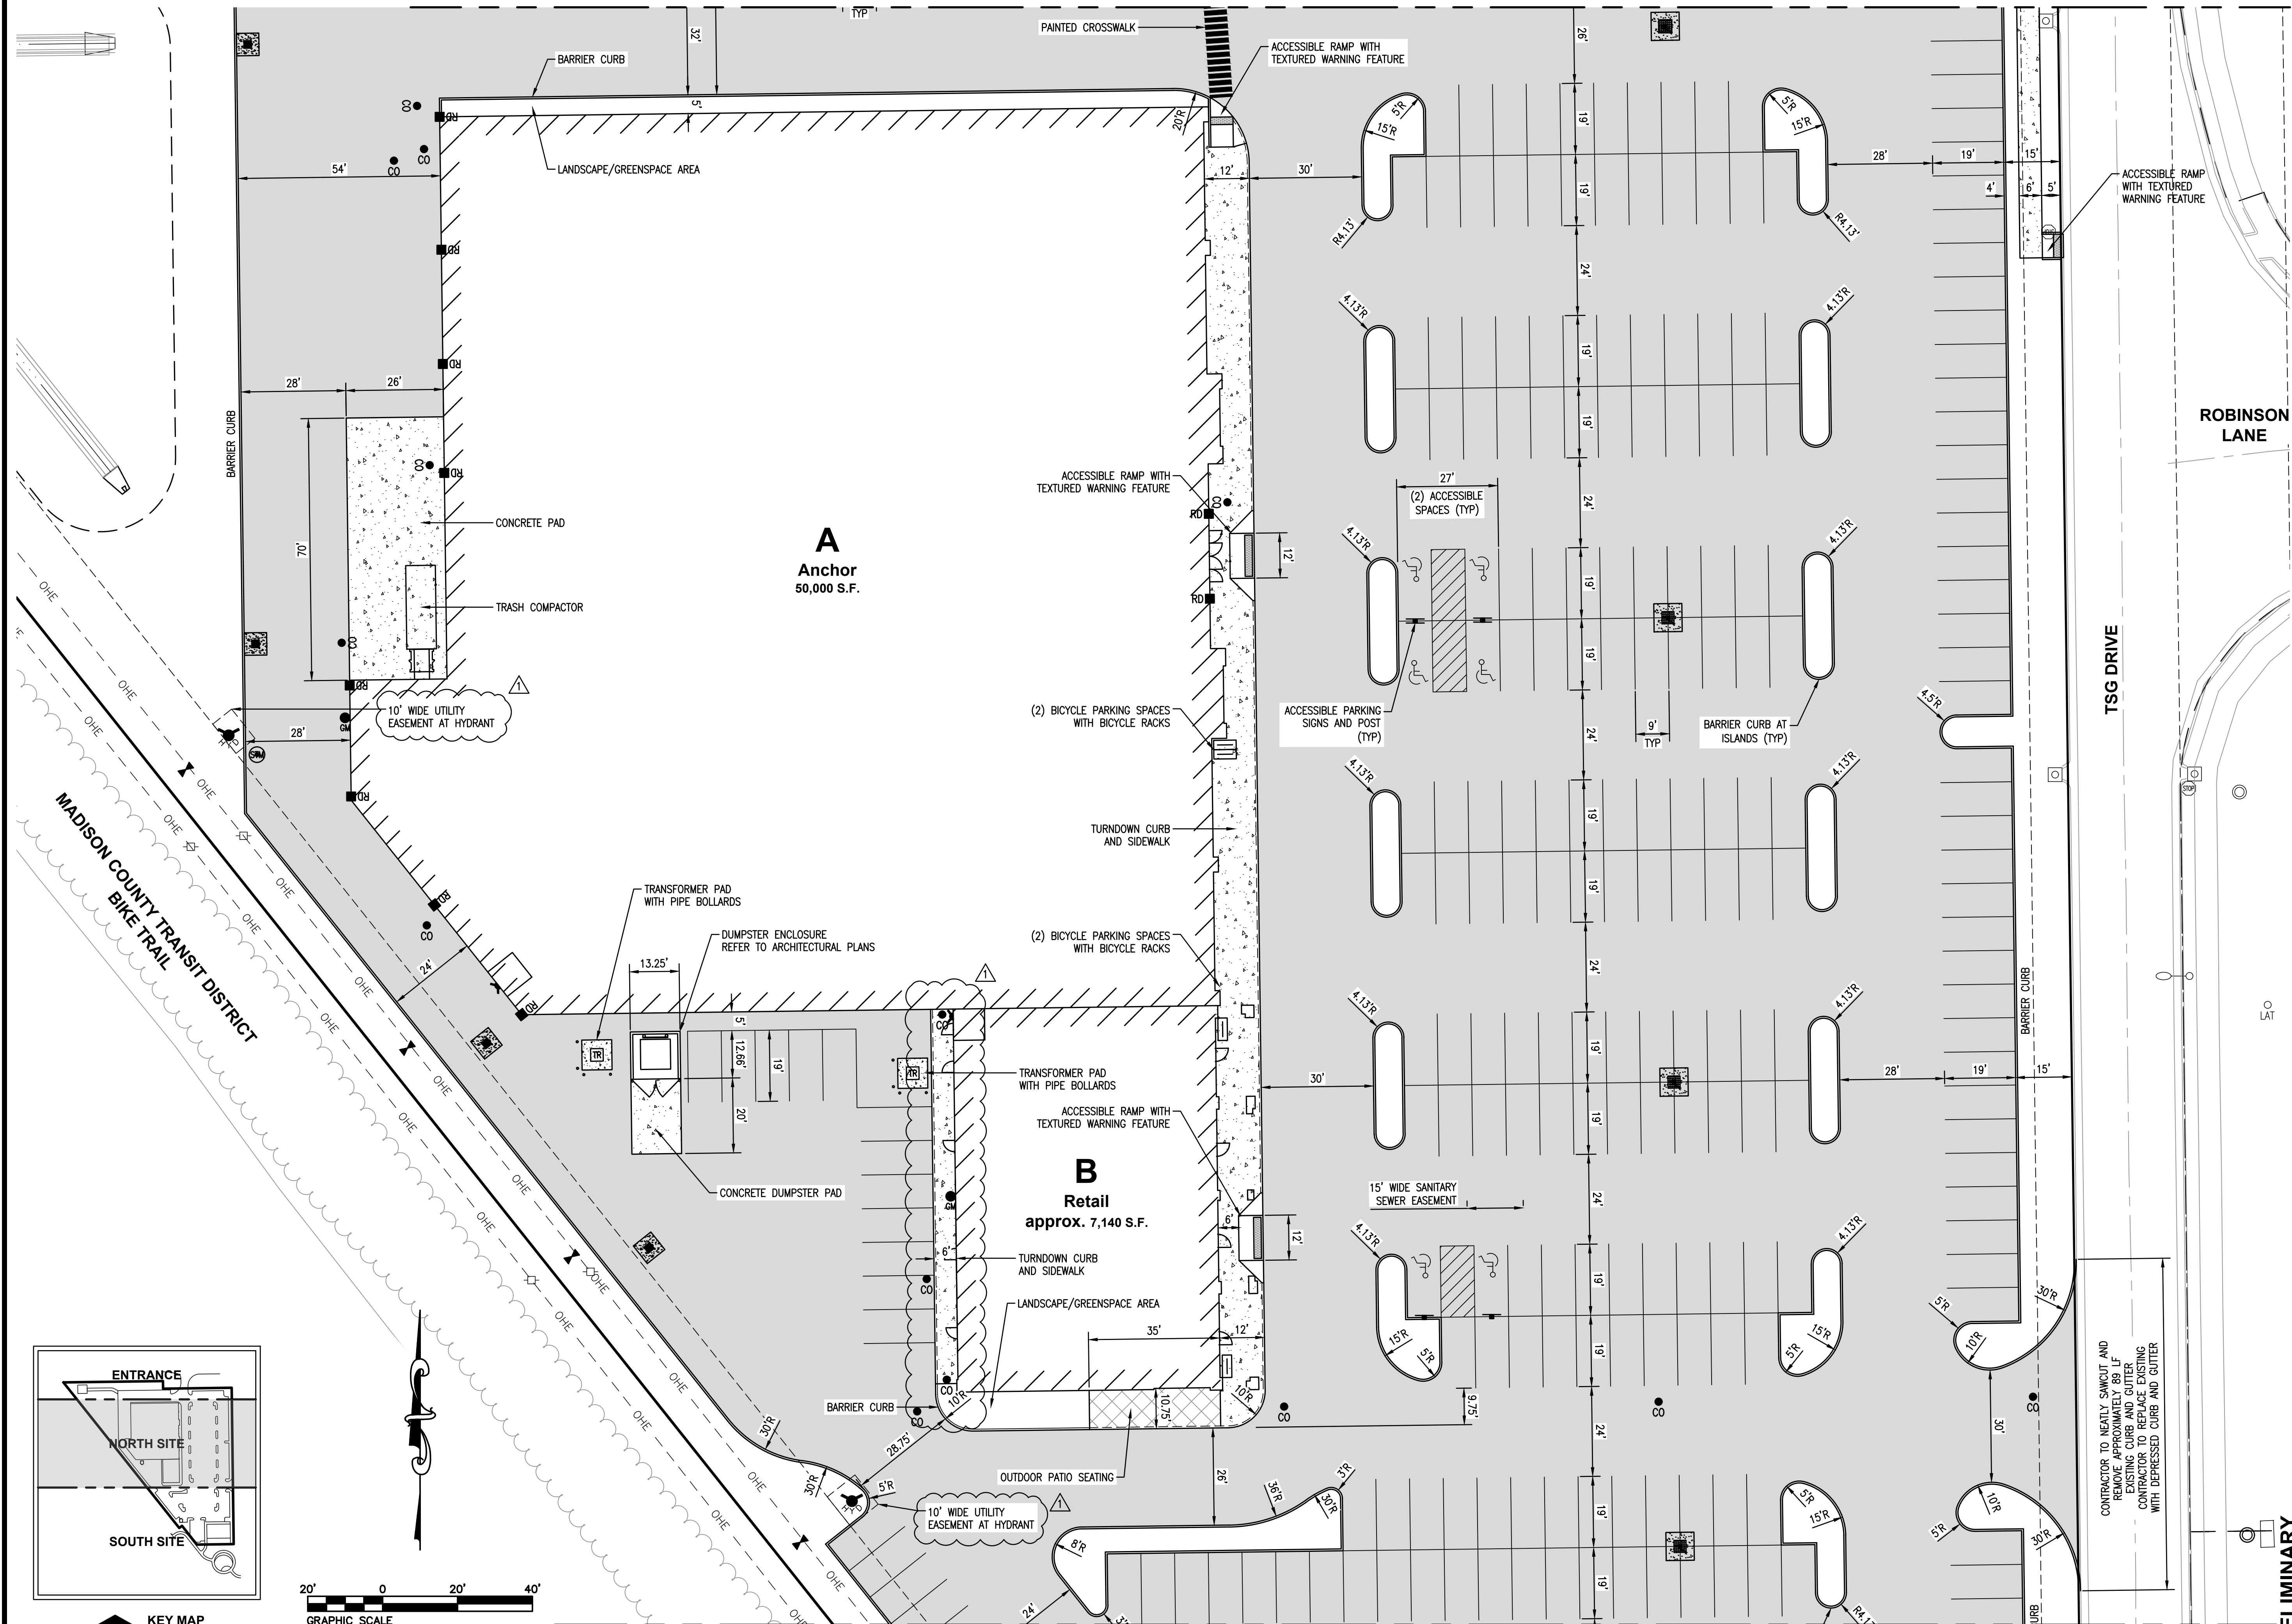 TYP
32'
PAINTED CROSSWALK
26'
ACCESSIBLE RAMP WITH
TEXTURED WARNING FEATURE
BARRIER CURB
CO
RD
5'
20'R
5'R
15'R
19'
5'R
15'R
CO
CO
54'
LANDSCAPE/GREENSPACE AREA
12'
30'
28'
19'
15'
ACCESSIBLE RAMP
WITH TEXTURED
WARNING FEATURE
4'
6'
5'
19'
R4.13'
R4.13'
RD
24'
4.13'R
4.13'R
19'
RD
28'
26'
BARRIER CURB
19'
ROBINSON
LANE
CO
RD
ACCESSIBLE RAMP WITH
TEXTURED WARNING FEATURE
CO
RD
27'
(2) ACCESSIBLE
SPACES (TYP)
24'
CONCRETE PAD
70'
A
Anchor
50,000 S.F.
12'
4.13'R
4.13'R
19'
TRASH COMPACTOR
RD
OHE
CO
19'
TSG DRIVE
RD
10' WIDE UTILITY
EASEMENT AT HYDRANT
1
GM
28'
HYD
(2) BICYCLE PARKING SPACES
WITH BICYCLE RACKS
ACCESSIBLE PARKING
SIGNS AND POST
(TYP)
24'
9'
TYP
BARRIER CURB AT
ISLANDS (TYP)
4.5'R
RD
4.13'R
4.13'R
STOP
19'
MADISON COUNTY TRANSIT DISTRICT
BIKE TRAIL
TURNDOWN CURB
AND SIDEWALK
19'
RD
CO
TRANSFORMER PAD
WITH PIPE BOLLARDS
DUMPSTER ENCLOSURE
REFER TO ARCHITECTURAL PLANS
(2) BICYCLE PARKING SPACES
WITH BICYCLE RACKS
24'
24'
13.25'
1
BARRIER CURB
LAT
RD
4.13'R
4.13'R
5'
CO
TR
12.66'
19'
19'
TR
TRANSFORMER PAD
WITH PIPE BOLLARDS
30'
28'
19'
15'
20'
ACCESSIBLE RAMP WITH
TEXTURED WARNING FEATURE
19'
B
Retail
approx. 7,140 S.F.
CONCRETE DUMPSTER PAD
GM
15' WIDE SANITARY
SEWER EASEMENT
24'
6'
12'
4.13'R
4.13'R
6'
TURNDOWN CURB
AND SIDEWALK
CO
19'
LANDSCAPE/GREENSPACE AREA
35'
12'
15'R
5'R
19'
15'R
5'R
5'R
10'R
30'R
CONTRACTOR TO NEATLY SAWCUT AND
REMOVE APPROXIMATELY 89 LF
EXISTING CURB AND GUTTER
CONTRACTOR TO REPLACE EXISTING
WITH DEPRESSED CURB AND GUTTER
ENTRANCE
NORTH SITE
SOUTH SITE
CO
BARRIER CURB
CO
10'R
10.75'
10'R
CO
9.75'
CO
CO
30'R
28.75'
24'
30'
OUTDOOR PATIO SEATING
26'
30'R
5'R
HYD
10' WIDE UTILITY
EASEMENT AT HYDRANT
1
36'R
30'R
3'R
19'
5'R
15'R
10'R
5'R
30'R
8'R
19'
24'
20'
0
20'
40'
GRAPHIC SCALE
KEY MAP